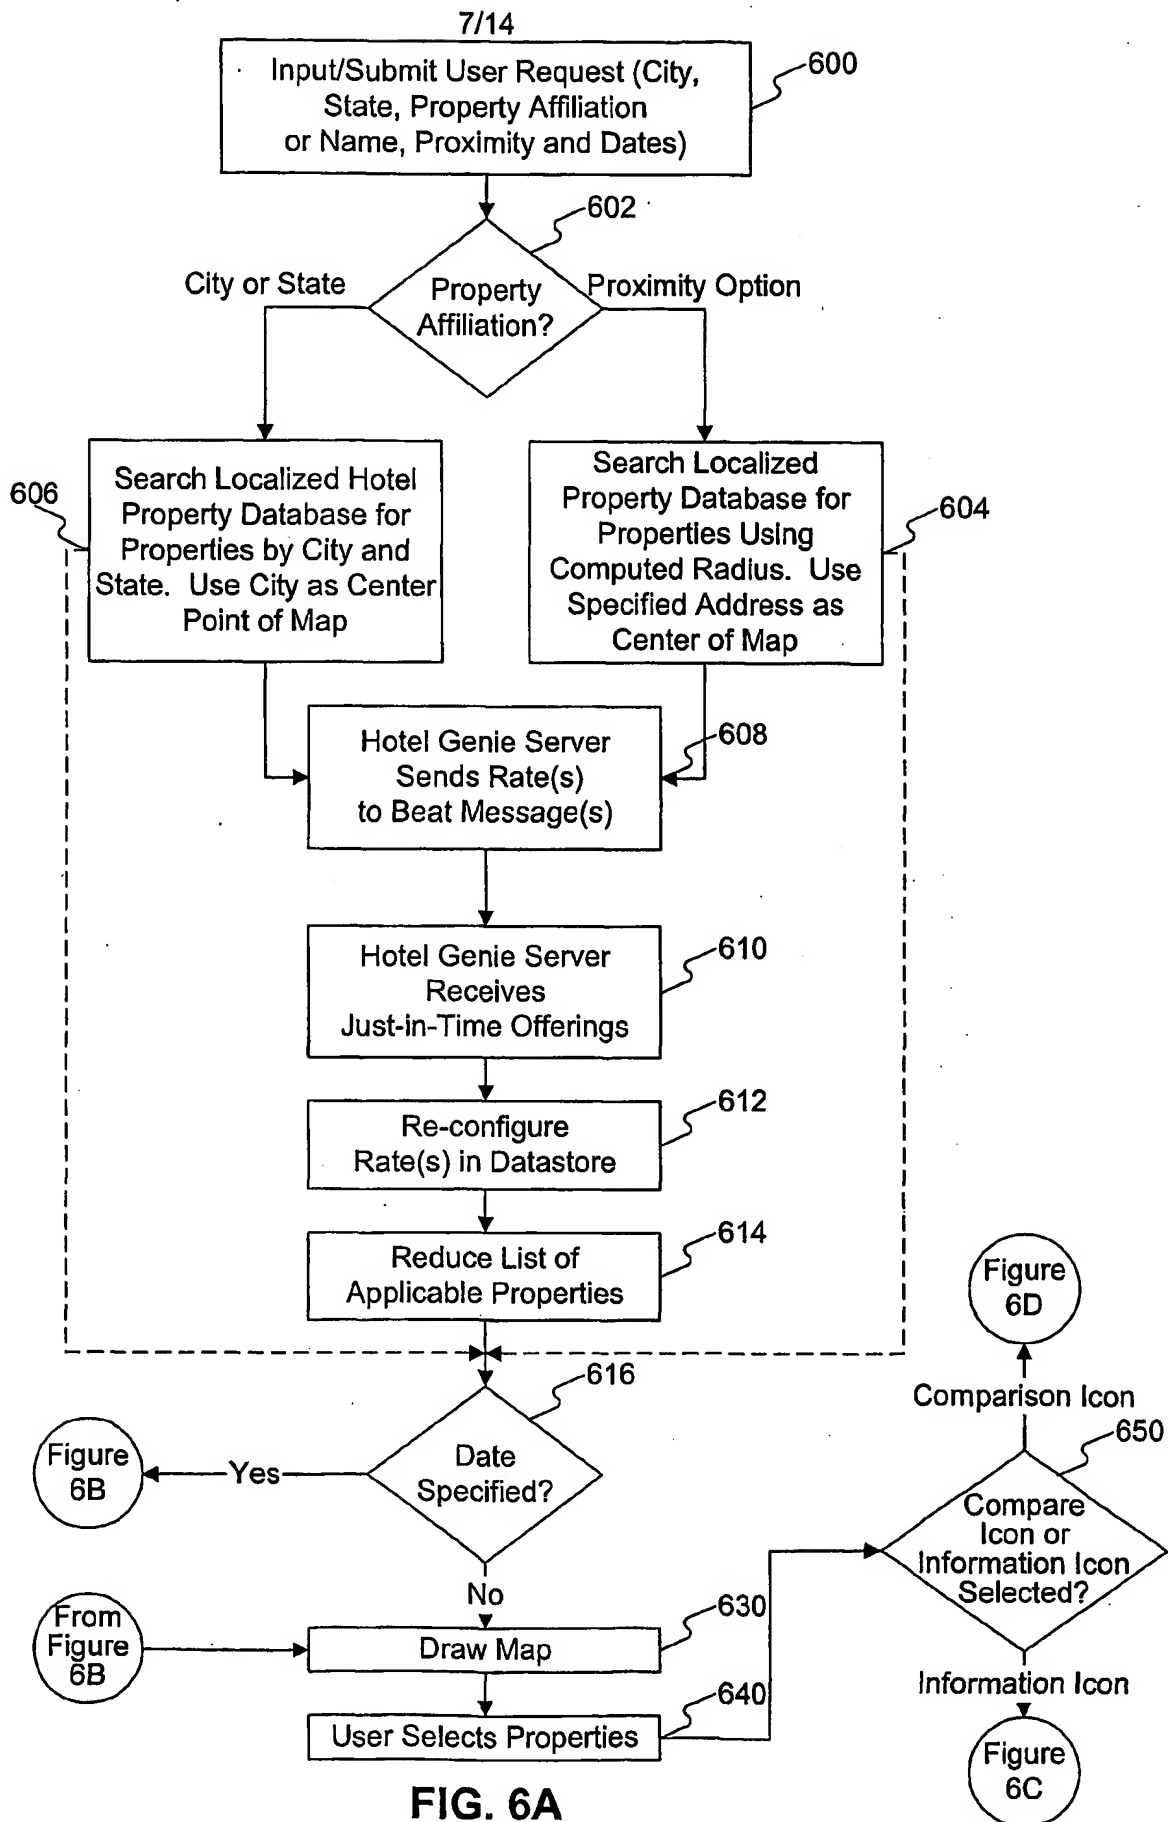 7/14
Input/Submit User Request (City,
State, Property Affiliation
or Name, Proximity and Dates)
600
602
City or State
Property
Affiliation?
Proximity Option
606
Search Localized Hotel
Property Database for
Properties by City and
State. Use City as Center
Point of Map
Search Localized
Property Database for
Properties Using
Computed Radius. Use
Specified Address as
Center of Map
604
Hotel Genie Server
Sends Rate(s)
to Beat Message(s)
608
Hotel Genie Server
Receives
Just-in-Time Offerings
610
Re-configure
Rate(s) in Datastore
612
Reduce List of
Applicable Properties
614
616
Date
Specified?
Yes
Figure
6B
No
From
Figure
6B
Draw Map
630
User Selects Properties
640
Figure
6D
Comparison Icon
650
Compare
Icon or
Information Icon
Selected?
Information Icon
Figure
6C
FIG. 6A